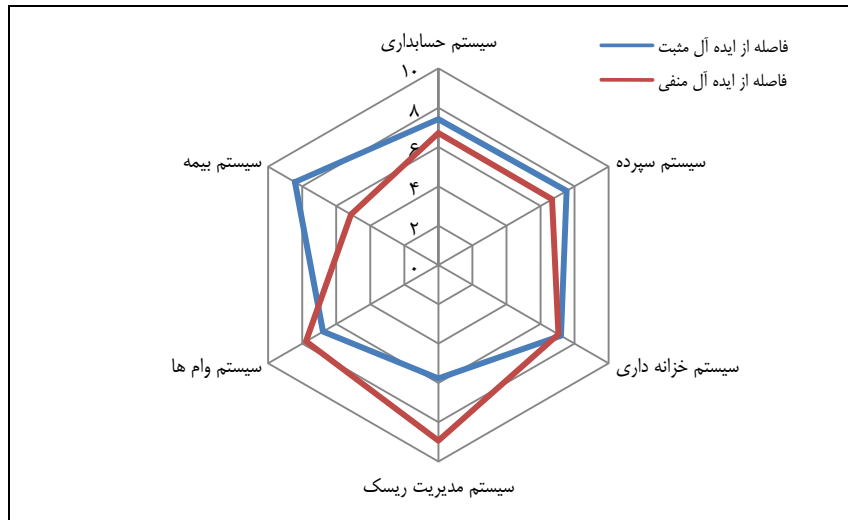 سیستم حسابداری
فاصله از ایده آل مثبت
فاصله از ایده آل منفی
۱۰
۸
۶
۴
۲
۰
سیستم سپرده
سیستم خزانه داری
سیستم مدیریت ریسک
سیستم وام ها
سیستم بیمه